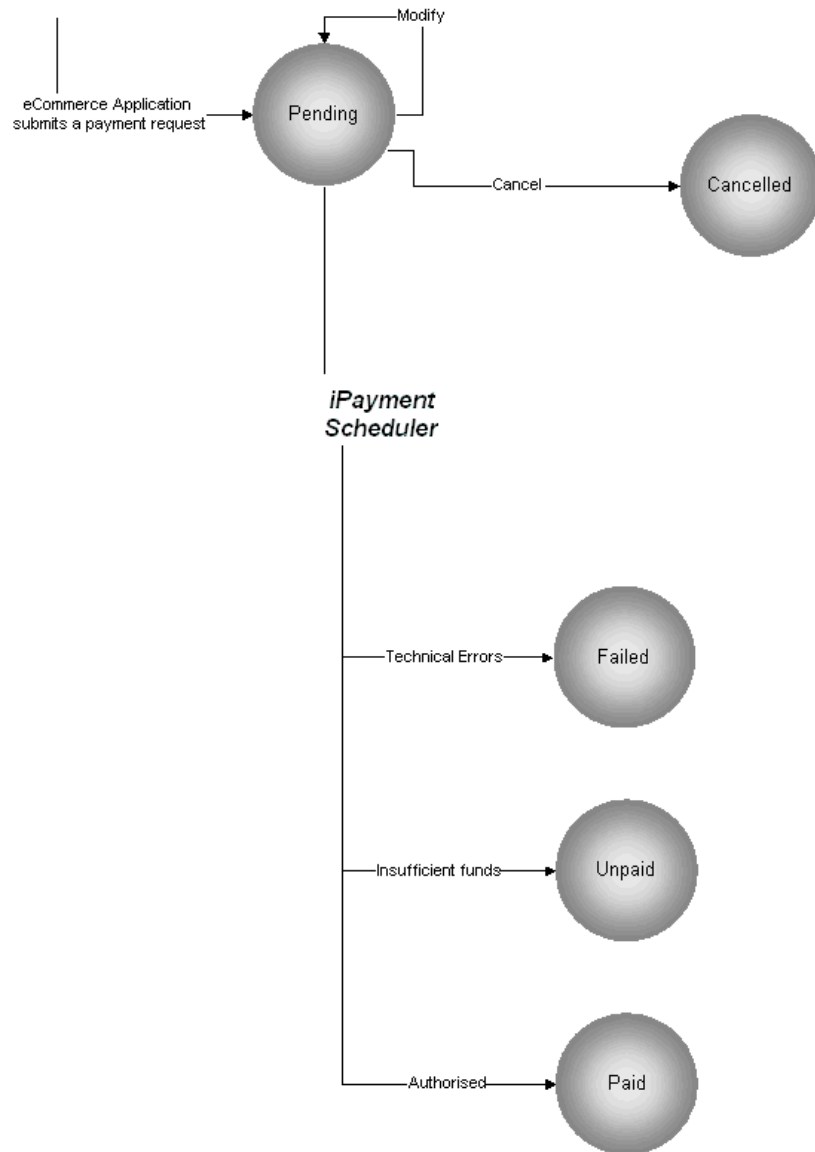 Modify
eCommerce Application
submits a payment request
Pending
Cancel
Cancelled
iPayment
Scheduler
Technical Errors
Failed
Insufficient funds
Unpaid
Authorised
Paid